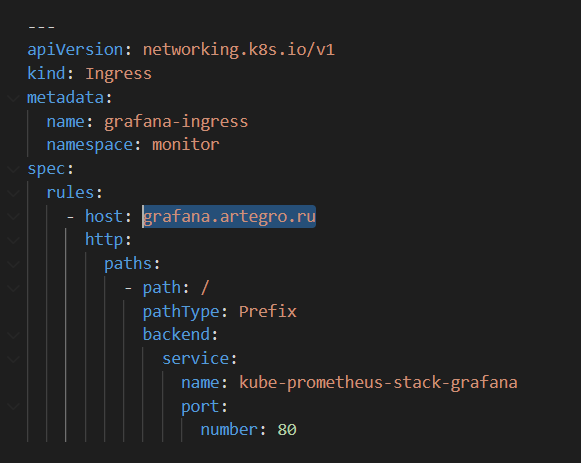 ---
apiVersion: networking.k8s.io/v1
kind: Ingress
metadata:
  name: grafana-ingress
  namespace: monitor
spec:
  rules:
    - host: grafana.artegro.ru
      http:
        paths:
          - path: /
            pathType: Prefix
            backend:
              service:
                name: kube-prometheus-stack-grafana
                port:
                  number: 80